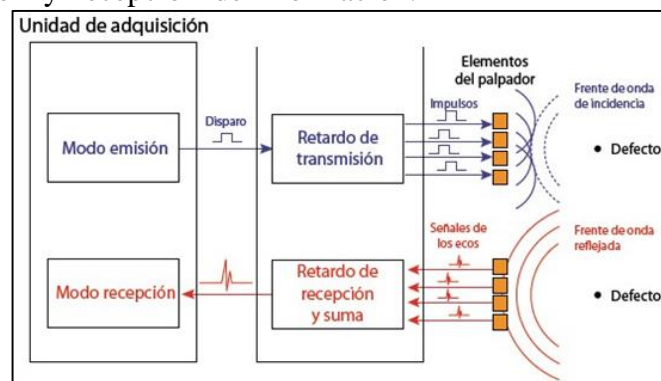 Unidad de adquisición
Elementos
del palpador
Frente de onda
de incidencia
Disparo
Impulsos
Modo emisión
Retardo de
transmisión
• Defecto
Señales de
los ecos
Frente de onda
reflejada
Modo recepción
Retardo de
recepción
y suma
• Defecto